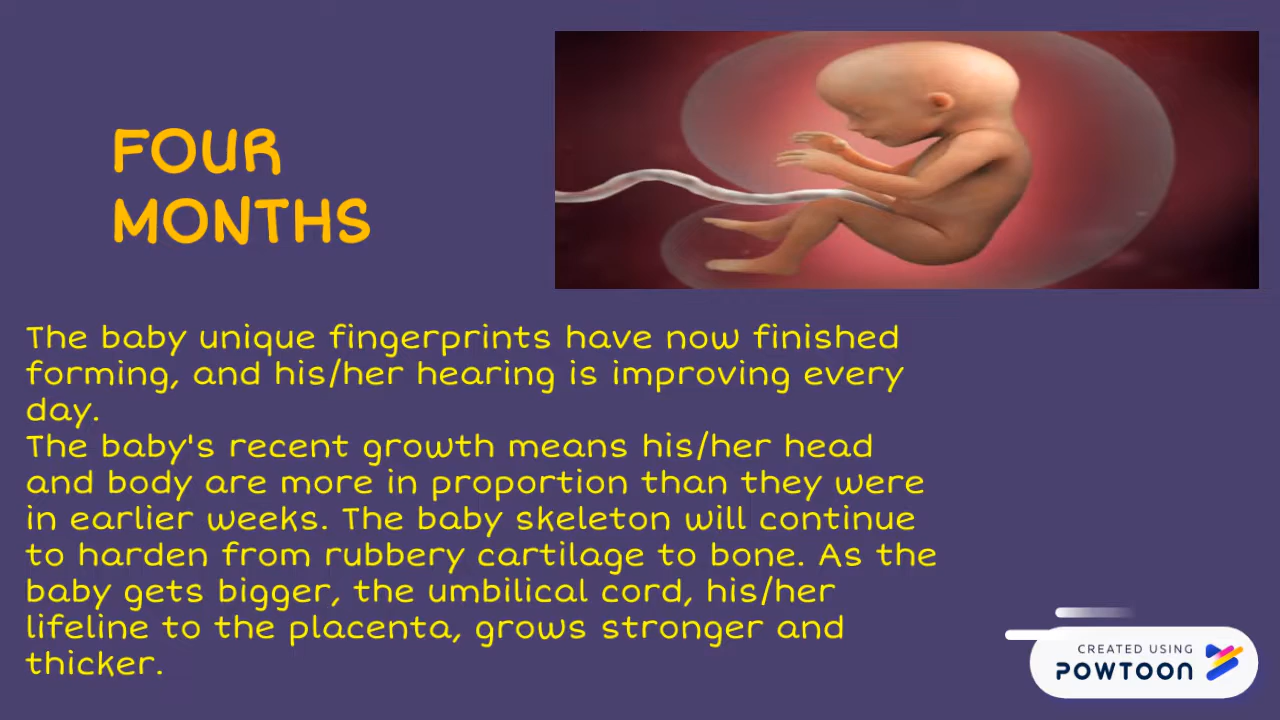 FOUR
MONTHS
The baby unique fingerprints have now finished
forming, and his/her hearing is improving every
day.
The baby's recent growth means his/her head
and body are more in proportion than they were
in earlier weeks. The baby skeleton will continue
to harden from rubbery cartilage to bone. As the
baby gets bigger, the umbilical cord, his/her
lifeline to the placenta, grows stronger and
thicker.
CREATED USING
POWTOON